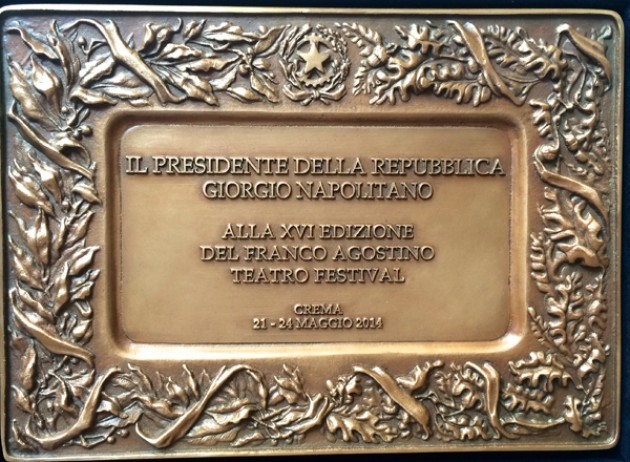 IL PRESIDENTE DELLA REPUBBLICA
GIORGIO NAPOLITANO
ALLA XVI EDIZIONE
DEL FRANCO AGOSTINO
TEATRO FESTIVAL
CREMA
21 - 24 MAGGIO 2014